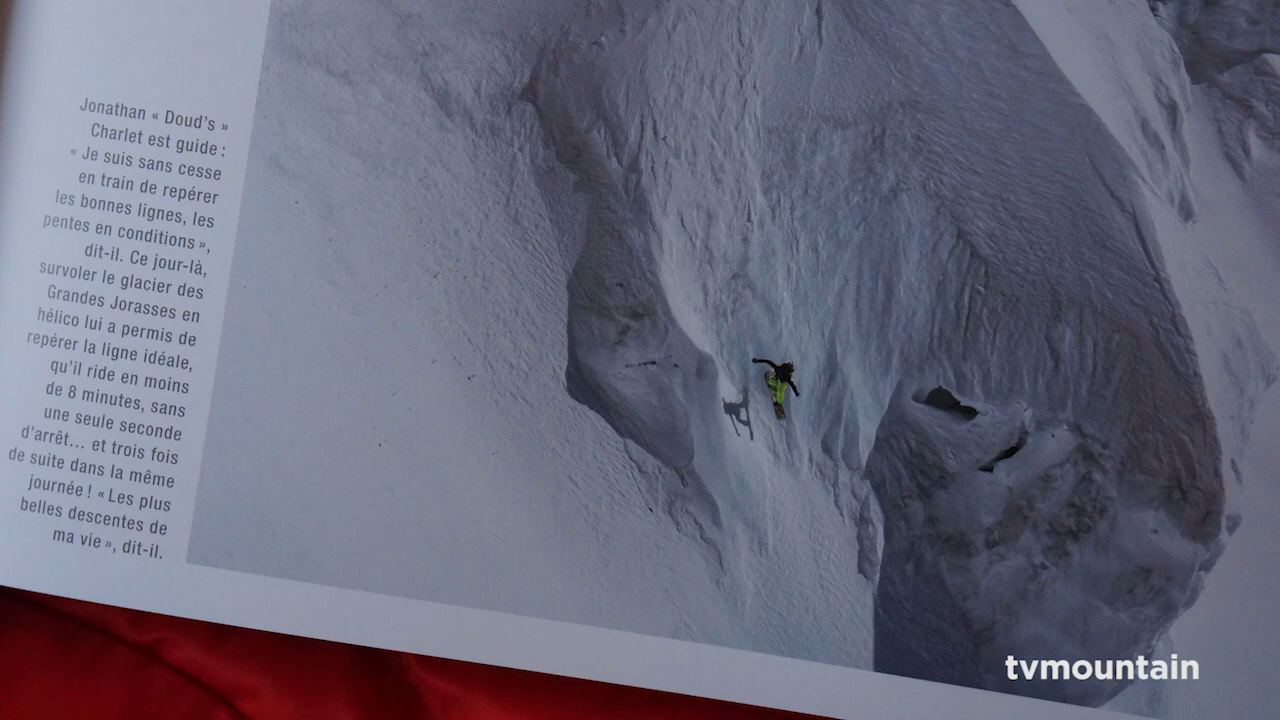 Jonathan « Doud's »
Charlet est guide :
« Je suis sans cesse
en train de repérer
les bonnes lignes, les
pentes en conditions »,
dit-il. Ce jour-là,
survoler le glacier des
Grandes Jorasses en
hélico lui a permis de
repérer la ligne idéale,
qu'il ride en moins
de 8 minutes, sans
une seule seconde
d'arrêt... et trois fois
de suite dans la même
journée ! « Les plus
belles descentes de
ma vie », dit-il.
tvmountain